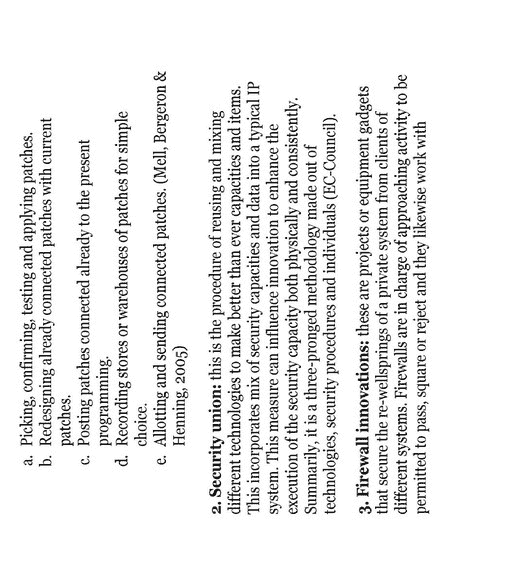 a. Picking, confirming, testing and applying patches.
b. Redesigning already connected patches with current
patches.
c. Posting patches connected already to the present
programming.
d. Recording stores or warehouses of patches for simple
choice.
e. Allotting and sending connected patches. (Mell, Bergeron &
Henning, 2005)
2. Security union: this is the procedure of reusing and mixing
different technologies to make better than ever capacities and items.
This incorporates mix of security capacities and data into a typical IP
system. This measure can influence innovation to enhance the
execution of the security capacity both physically and consistently.
Summarily, it is a three-pronged methodology made out of
technologies, security procedures and individuals (EC-Council).
3. Firewall innovations: these are projects or equipment gadgets
that secure the re-wellsprings of a private system from clients of
different systems. Firewalls are in charge of approaching activity to be
permitted to pass, square or reject and they likewise work with